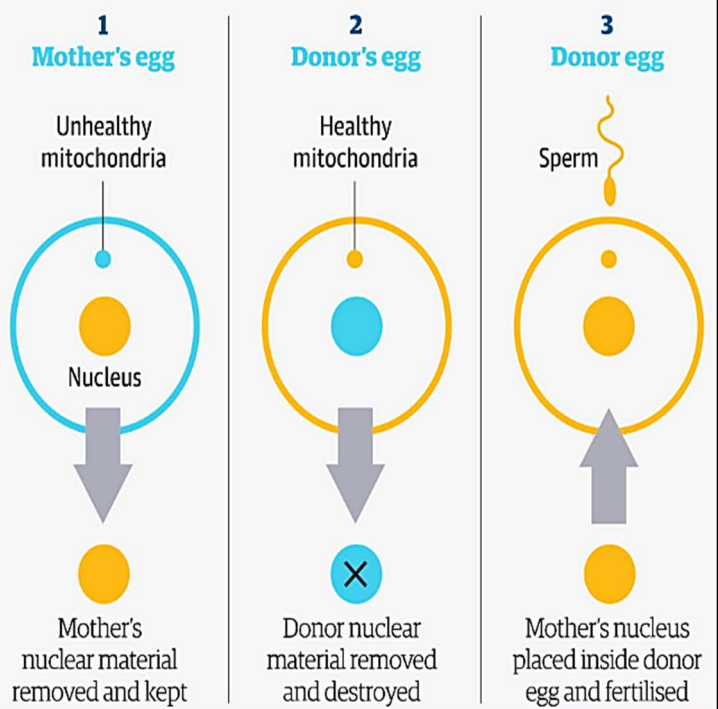 1
Mother's egg
Unhealthy
mitochondria
Nucleus
Mother's
nuclear material
removed and kept
2
Donor's egg
Healthy
mitochondria
X
Donor nuclear
material removed
and destroyed
3
Donor egg
Sperm
Mother's nucleus
placed inside donor
egg and fertilised